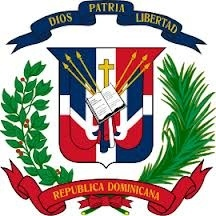 DIOS PATRIA LIBERTAD
REPUBLICA DOMINICANA